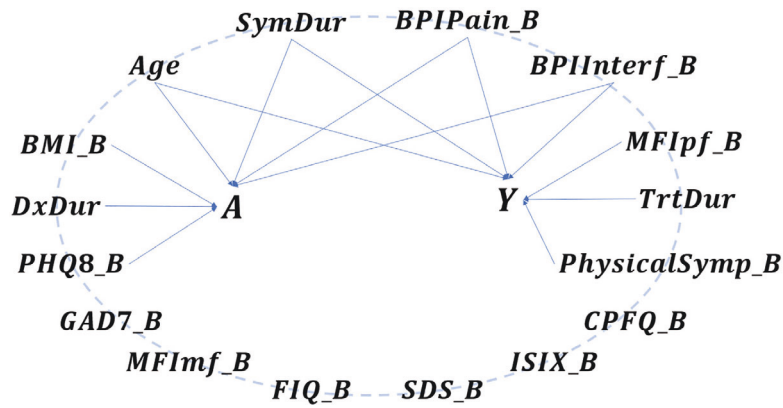 SymDur
BPIPain_B
Age
BPIInterf_B
BMI_B
MFIpf_B
DxDur
A
Y
TrtDur
PHQ8_B
PhysicalSymp_B
GAD7_B
CPFQ_B
MFImf_B
ISIX_B
FIQ_B
SDS_B